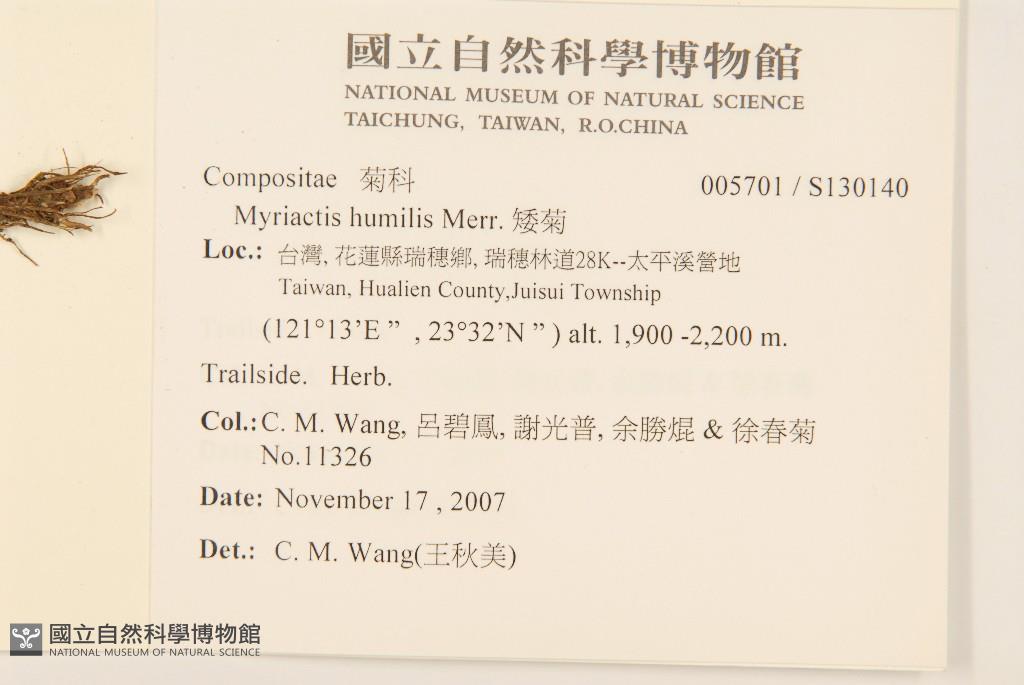 國立自然科學博物館
NATIONAL MUSEUM OF NATURAL SCIENCE
TAICHUNG, TAIWAN, R.O.CHINA
Compositae 菊科 005701 / S130140
Myriactis humilis Merr. 矮菊
Loc.: 台灣, 花蓮縣瑞穗鄉, 瑞穗林道28K--太平溪營地
Taiwan, Hualien County,Juisui Township
(121°13’E ” , 23°32’N ” ) alt. 1,900 -2,200 m.
Trailside. Herb.
Col.: C. M. Wang, 呂碧鳳, 謝光普, 余勝焜 & 徐春菊
No.11326
Date: November 17 , 2007
Det.: C. M. Wang(王秋美)
國立自然科學博物館
NATIONAL MUSEUM OF NATURAL SCIENCE